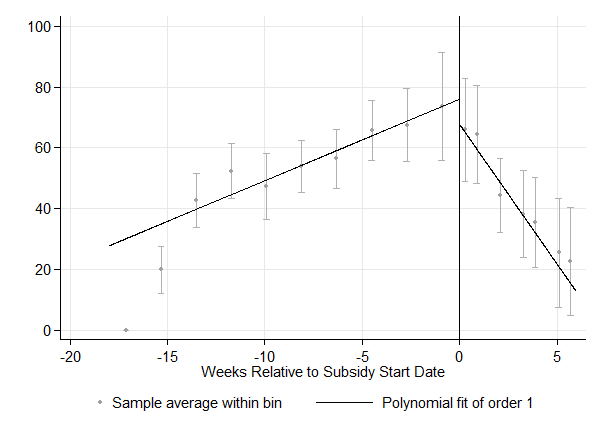 100
80
60
40
20
0
-20 -15 -10 -5 0 5
Weeks Relative to Subsidy Start Date
Sample average within bin Polynomial fit of order 1